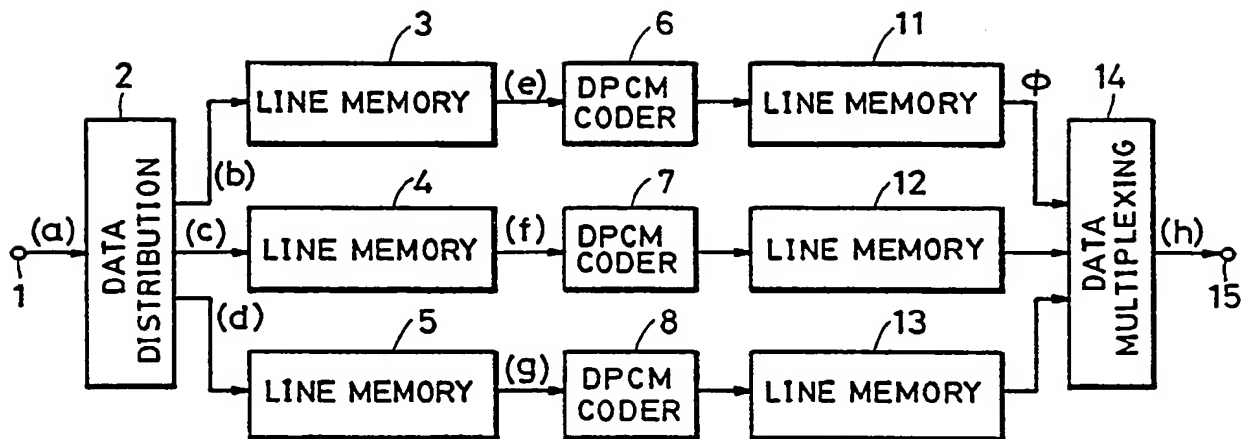 3
6
11
2
LINE MEMORY
(e)
DPCM
CODER
LINE MEMORY
Φ
14
(b)
4
7
12
(a)
DATA
DISTRIBUTION
(c)
LINE MEMORY
(f)
DPCM
CODER
LINE MEMORY
DATA
MULTIPLEXING
(h)
1
15
(d)
5
8
13
LINE MEMORY
(g)
DPCM
CODER
LINE MEMORY